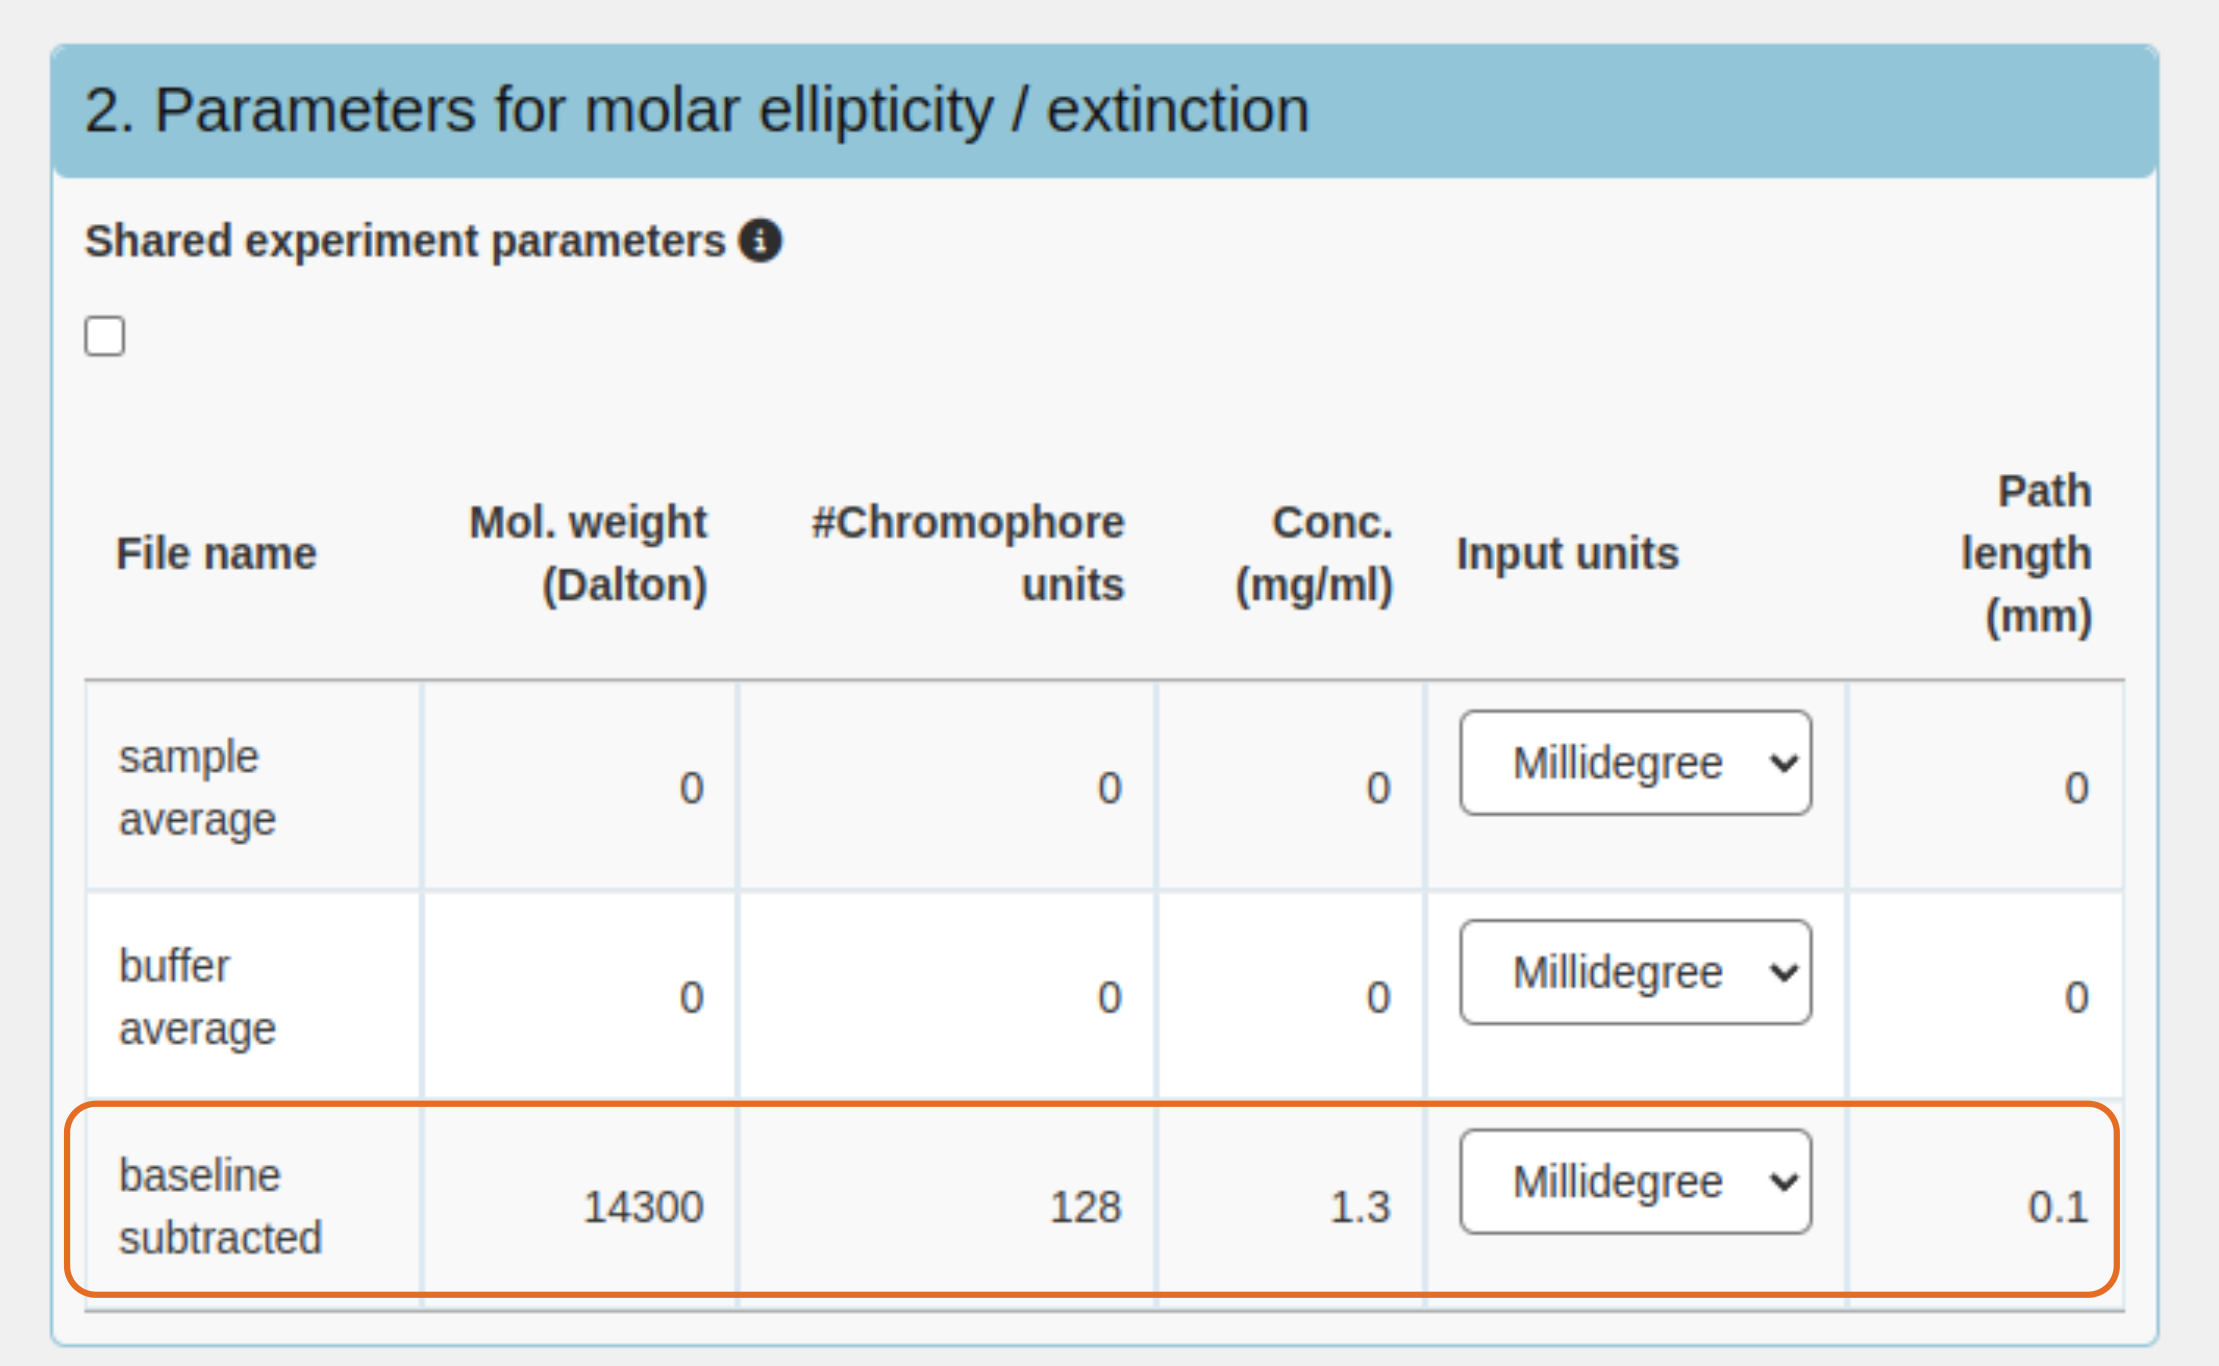 2. Parameters for molar ellipticity / extinction
Shared experiment parameters
File name
Mol. weight
(Dalton)
#Chromophore
units
Conc.
(mg/ml)
Input units
Path
length
(mm)
sample
average
0
0
0
Millidegree
0
buffer
average
0
0
0
Millidegree
0
baseline
subtracted
14300
128
1.3
Millidegree
0.1